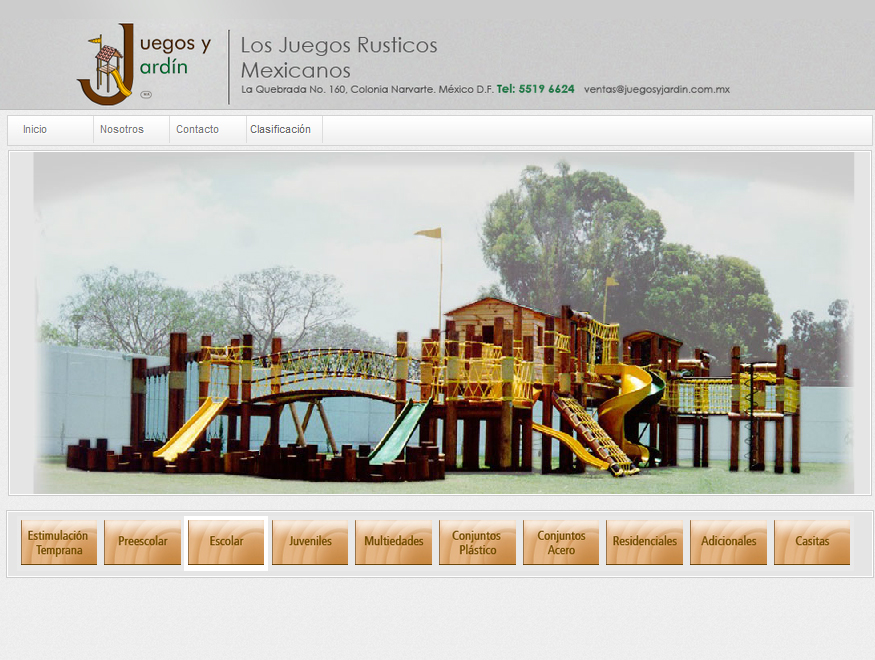 Juegos y
Jardín
Los Juegos Rusticos
Mexicanos
La Quebrada No. 160, Colonia Narvarte. México D.F. Tel: 5519 6624 ventas@juegosyjardin.com.mx
Inicio Nosotros Contacto Clasificación
Estimulación Temprana
Preescolar
Escolar
Juveniles
Multiedades
Conjuntos Plástico
Conjuntos Acero
Residenciales
Adicionales
Casitas